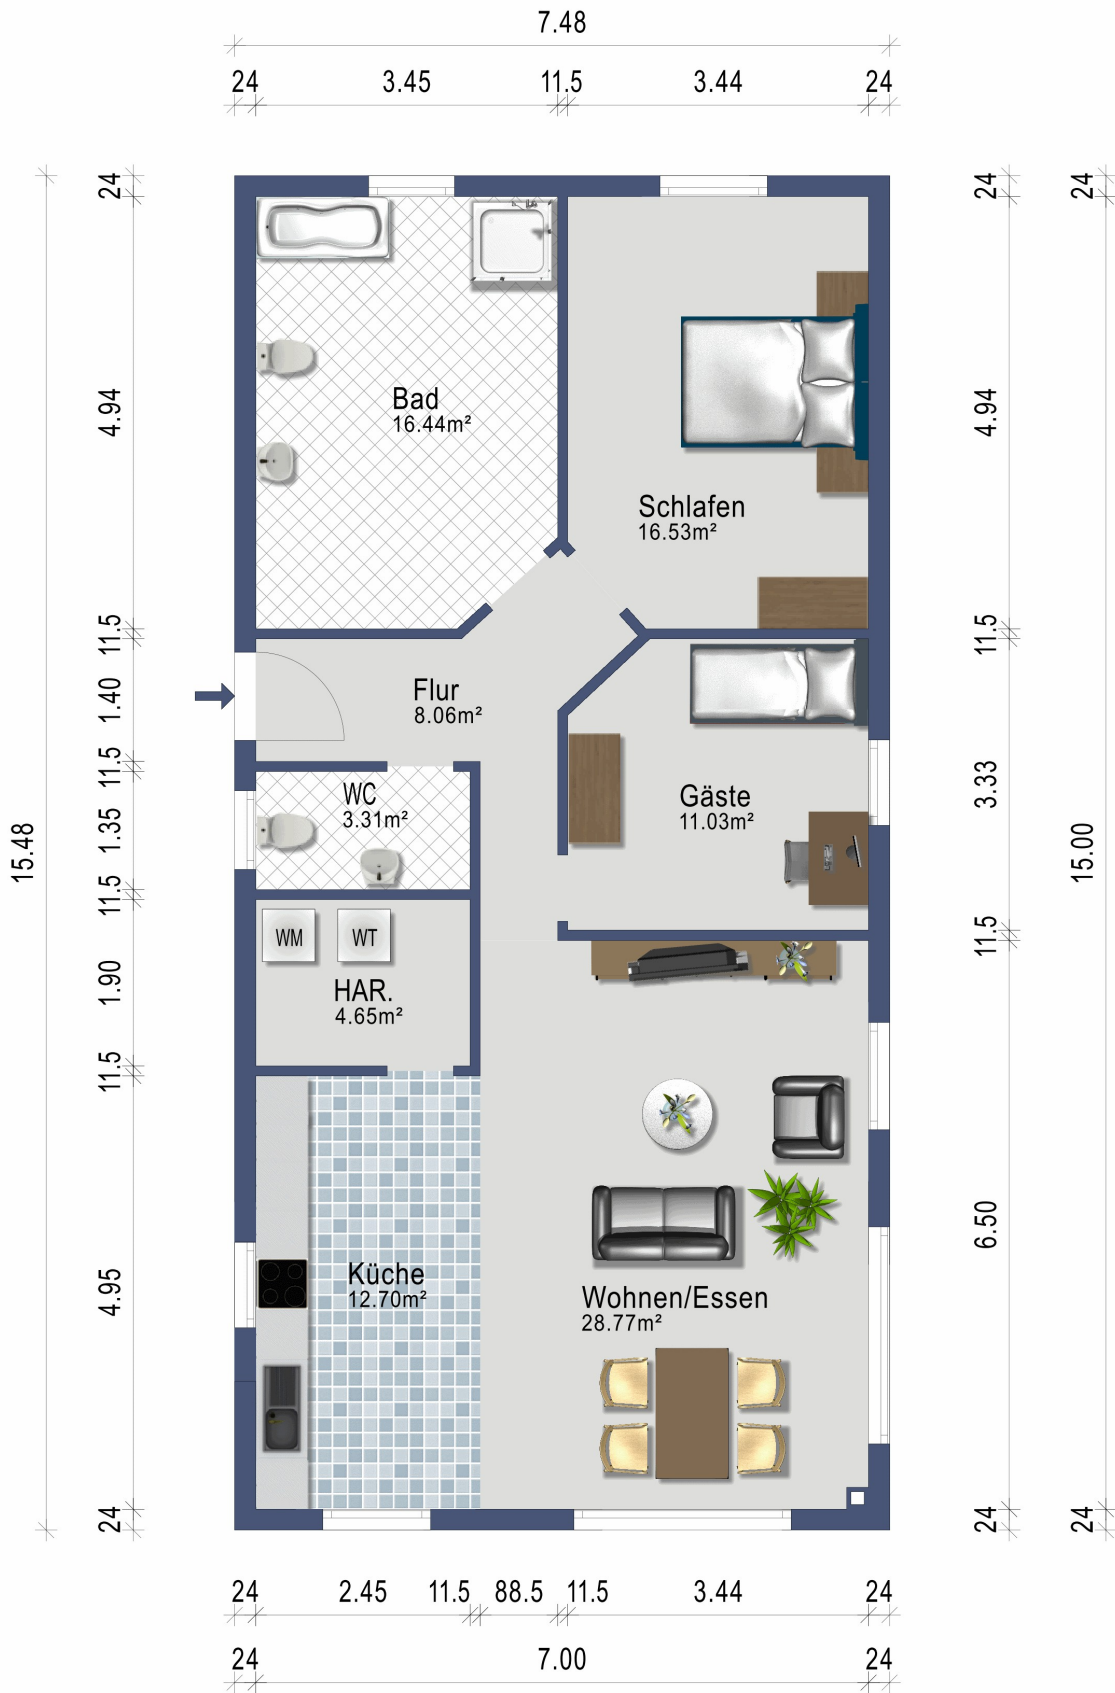 7.48
24 3.45 11.5 3.44 24
24
24
24
4.94
4.94
Bad
16.44m²
Schlafen
16.53m²
11.5
11.5
1.40
Flur
8.06m²
11.5
WC
3.31m²
Gäste
11.03m²
3.33
1.35
15.48
15.00
11.5
11.5
WM
WT
1.90
HAR.
4.65m²
11.5
6.50
4.95
Küche
12.70m²
Wohnen/Essen
28.77m²
24
24
24
24 2.45 11.5 88.5 11.5 3.44 24
24 7.00 24